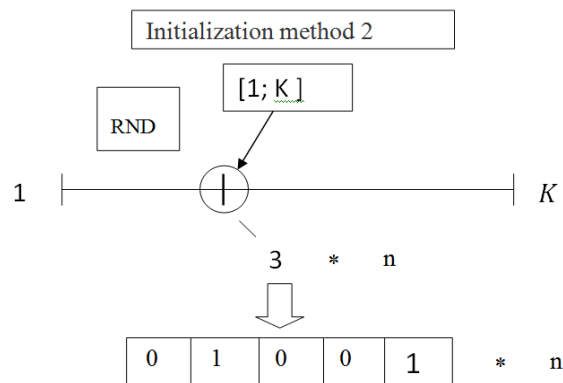 Initialization method 2
[1; K ]
RND
1 K
3 * n
0 1 0 0 1 * n